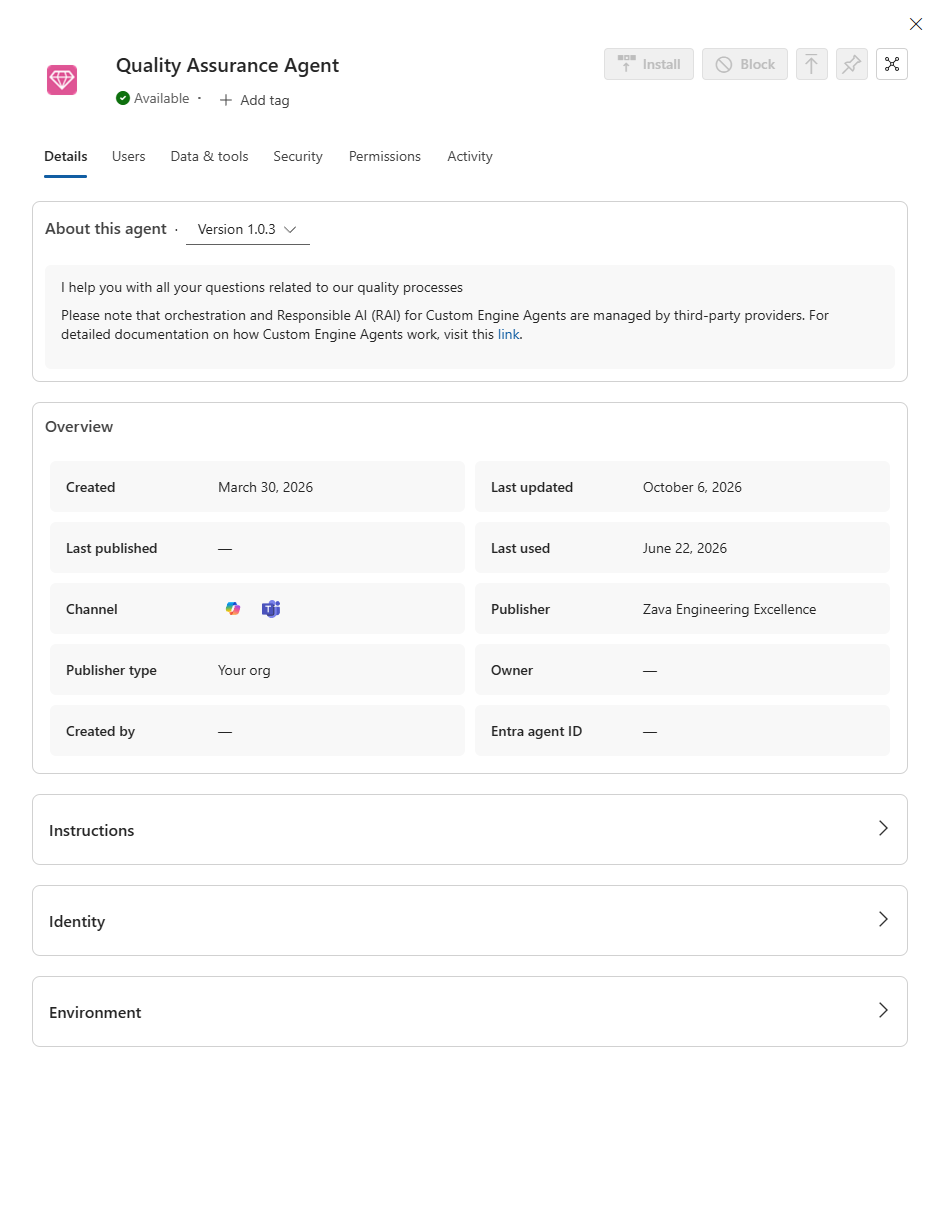 Quality Assurance Agent
Install
Block
Available · + Add tag
Details Users Data & tools Security Permissions Activity
About this agent · Version 1.0.3
I help you with all your questions related to our quality processes
Please note that orchestration and Responsible AI (RAI) for Custom Engine Agents are managed by third-party providers. For
detailed documentation on how Custom Engine Agents work, visit this link.
Overview
Created March 30, 2026
Last updated October 6, 2026
Last published —
Last used June 22, 2026
Channel
Publisher Zava Engineering Excellence
Publisher type Your org
Owner —
Created by —
Entra agent ID —
Instructions
Identity
Environment